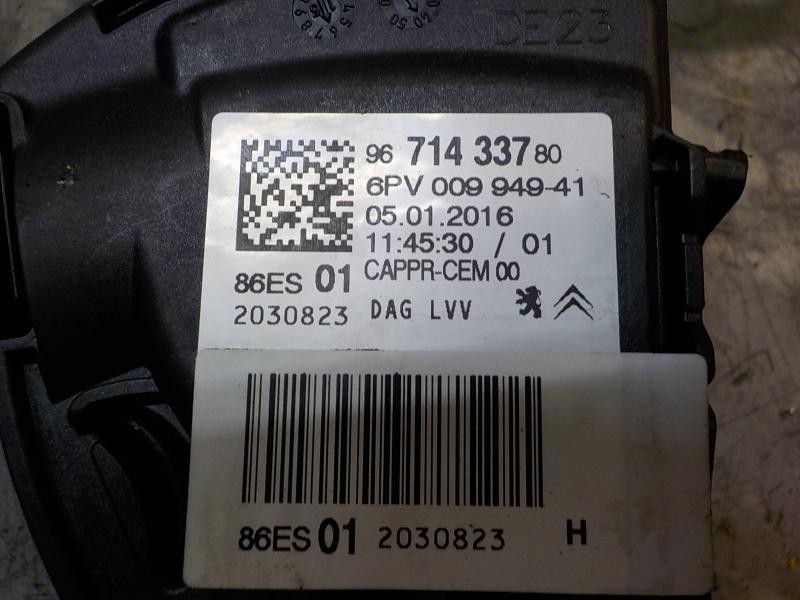 DE23
96 714 337 80
6PV 009 949-41
05.01.2016
11:45:30 / 01
CAPPR-CEM 00
86ES 01
2030823 DAG LVV
86ES 01 2030823 H